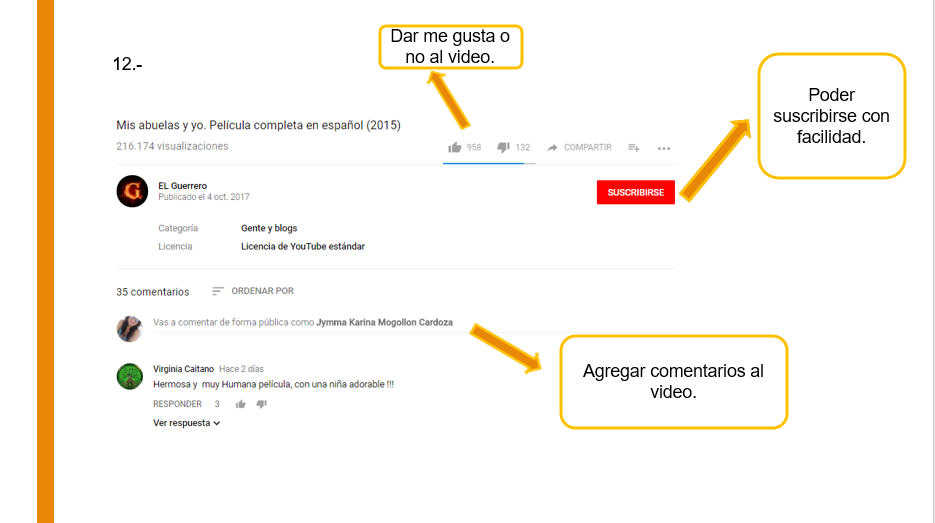 12.-
Dar me gusta o
no al video.
Poder
suscribirse con
facilidad.
Mis abuelas y yo. Película completa en español (2015)
216.174 visualizaciones
958
132
COMPARTIR
EL Guerrero
Publicado el 4 oct. 2017
SUSCRIBIRSE
Categoría Gente y blogs
Licencia Licencia de YouTube estándar
35 comentarios
ORDENAR POR
Vas a comentar de forma pública como Jymma Karina Mogollon Cardoza
Agregar comentarios al
video.
Virginia Caitano Hace 2 días
Hermosa y muy Humana película, con una niña adorable !!!
RESPONDER 3
Ver respuesta